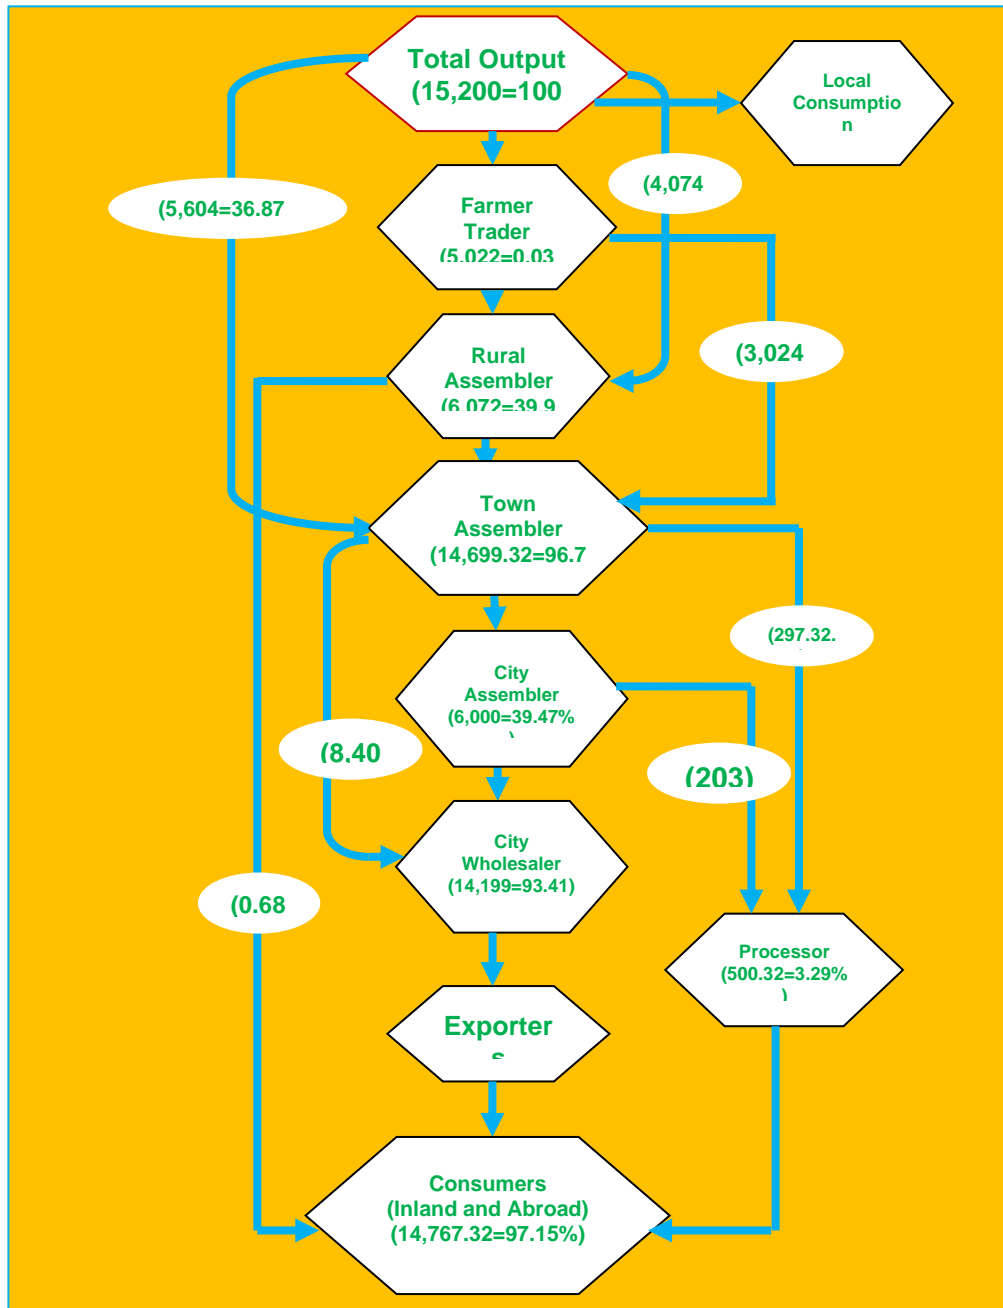 Total Output
(15,200=100
Local
Consumptio
n
(4,074
(5,604=36.87
Farmer
Trader
(5.022=0.03
(3,024
Rural
Assembler
(6.072=39.9
Town
Assembler
(14,699.32=96.7
(297.32.
City
Assembler
(6,000=39.47%
)
(8.40
(203)
City
Wholesaler
(14,199=93.41)
(0.68
Processor
(500.32=3.29%
)
Exporter
s
Consumers
(Inland and Abroad)
(14,767.32=97.15%)